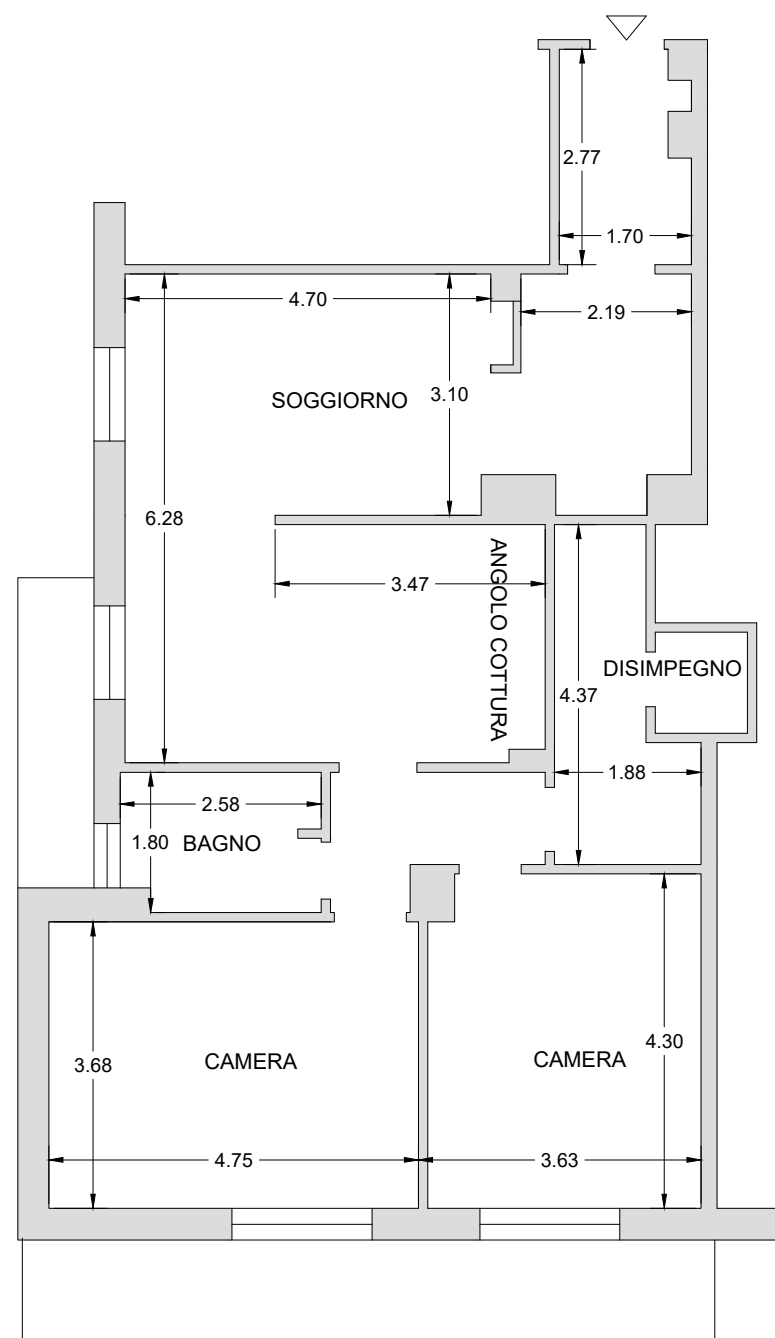 2.77
1.70
4.70
2.19
SOGGIORNO
3.10
6.28
ANGOLO COTTURA
3.47
DISIMPEGNO
4.37
1.88
2.58
1.80
BAGNO
4.30
CAMERA
CAMERA
3.68
4.75
3.63